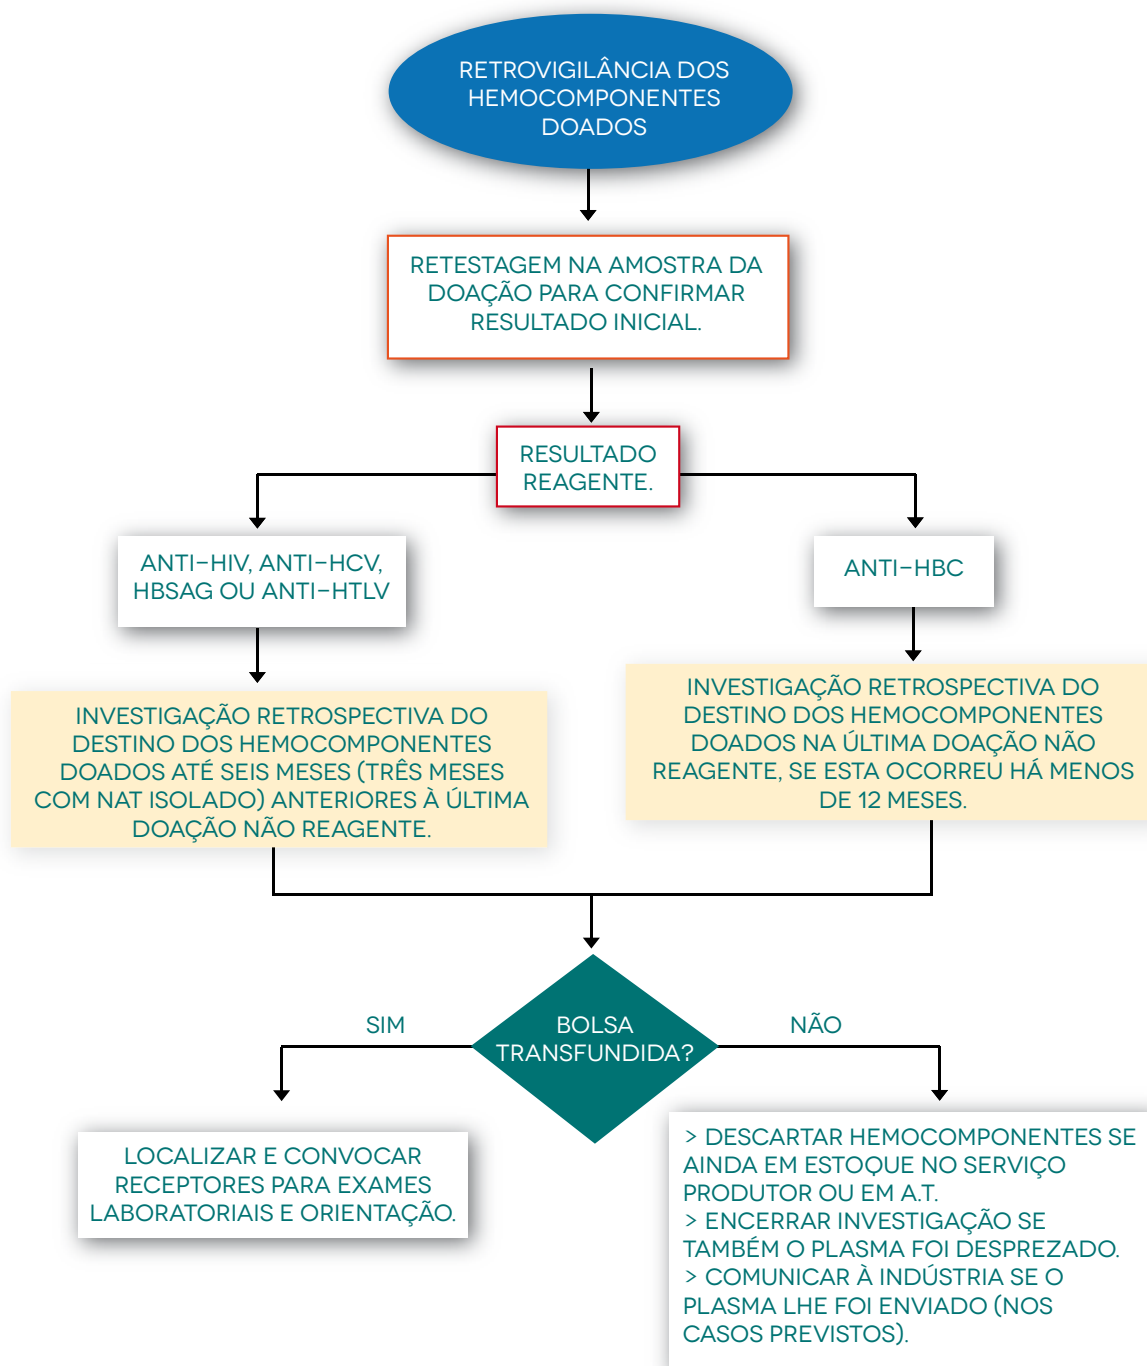 RETROVIGILÂNCIA DOS
HEMOCOMPONENTES
DOADOS
RETESTAGEM NA AMOSTRA DA
DOAÇÃO PARA CONFIRMAR
RESULTADO INICIAL.
RESULTADO
REAGENTE.
ANTI-HIV, ANTI-HCV,
HBSAG OU ANTI-HTLV
ANTI-HBC
INVESTIGAÇÃO RETROSPECTIVA DO
DESTINO DOS HEMOCOMPONENTES
DOADOS ATÉ SEIS MESES (TRÊS MESES
COM NAT ISOLADO) ANTERIORES À ÚLTIMA
DOAÇÃO NÃO REAGENTE.
INVESTIGAÇÃO RETROSPECTIVA DO
DESTINO DOS HEMOCOMPONENTES
DOADOS NA ÚLTIMA DOAÇÃO NÃO
REAGENTE, SE ESTA OCORREU HÁ MENOS
DE 12 MESES.
SIM
BOLSA
TRANSFUNDIDA?
NÃO
LOCALIZAR E CONVOCAR
RECEPTORES PARA EXAMES
LABORATORIAIS E ORIENTAÇÃO.
> DESCARTAR HEMOCOMPONENTES SE
AINDA EM ESTOQUE NO SERVIÇO
PRODUTOR OU EM A.T.
> ENCERRAR INVESTIGAÇÃO SE
TAMBÉM O PLASMA FOI DESPREZADO.
> COMUNICAR À INDÚSTRIA SE O
PLASMA LHE FOI ENVIADO (NOS
CASOS PREVISTOS).